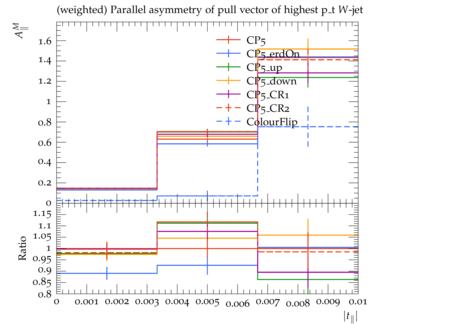 (weighted) Parallel asymmetry of pull vector of highest p_t W-jet
A^M_∥
1.6
1.4
1.2
1
0.8
0.6
0.4
0.2
0
CP5
CP5_erdOn
CP5_up
CP5_down
CP5_CR1
CP5_CR2
ColourFlip
Ratio
1.15
1.1
1.05
1
0.95
0.9
0.85
0.8
0 0.001 0.002 0.003 0.004 0.005 0.006 0.007 0.008 0.009 0.01
|t_∥|